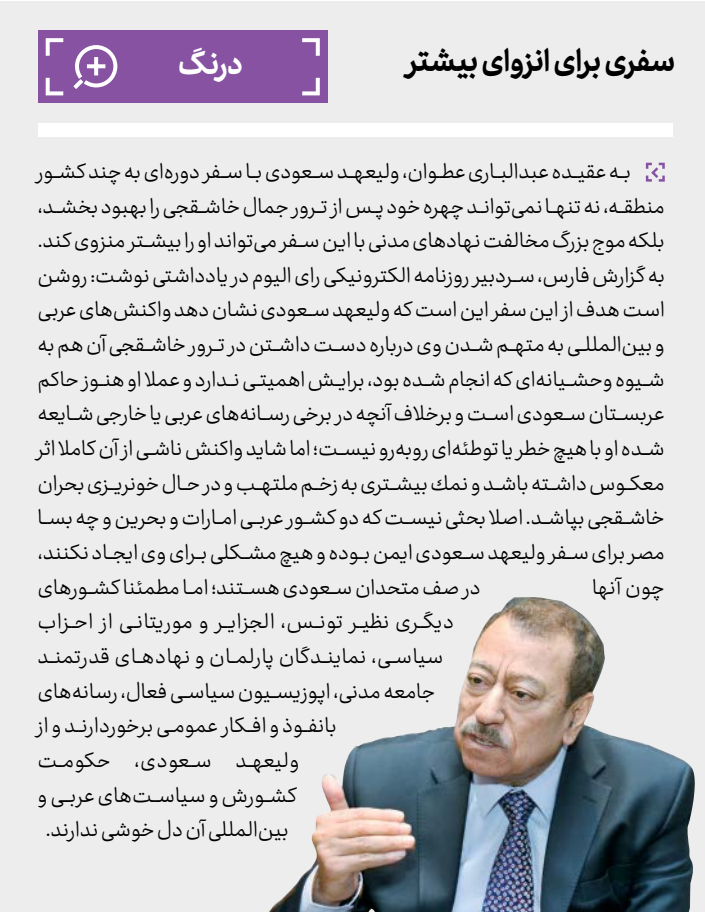 سفری برای انزوای بیشتر
درنگ
به عقیده عبدالباری عطوان، ولیعهد سعودی با سفر دوره‌ای به چند کشور
منطقه، نه تنها نمی‌تواند چهره خود پس از ترور جمال خاشقجی را بهبود بخشد،
بلکه موج بزرگ مخالفت نهادهای مدنی با این سفر می‌تواند او را بیشتر منزوی کند.
به گزارش فارس، سردبیر روزنامه الکترونیکی رای الیوم در یادداشتی نوشت: روشن
است هدف از این سفر این است که ولیعهد سعودی نشان دهد واکنش‌های عربی
و بین‌المللی به متهم شدن وی درباره دست داشتن در ترور خاشقجی آن هم به
شیوه وحشیانه‌ای که انجام شده بود، برایش اهمیتی ندارد و عملا او هنوز حاکم
عربستان سعودی است و برخلاف آنچه در برخی رسانه‌های عربی یا خارجی شایعه
شده او با هیچ خطر یا توطئه‌ای روبه‌رو نیست؛ اما شاید واکنش ناشی از آن کاملا اثر
معکوس داشته باشد و نمك بیشتری به زخم ملتهب و در حال خونریزی بحران
خاشقجی بپاشد. اصلا بحثی نیست که دو کشور عربی امارات و بحرین و چه بسا
مصر برای سفر ولیعهد سعودی ایمن بوده و هیچ مشکلی برای وی ایجاد نکنند،
چون آنها در صف متحدان سعودی هستند؛ اما مطمئنا کشورهای
دیگری نظیر تونس، الجزایر و موریتانی از احزاب
سیاسی، نمایندگان پارلمان و نهادهای قدرتمند
جامعه مدنی، اپوزیسیون سیاسی فعال، رسانه‌های
بانفوذ و افکار عمومی برخوردارند و از
ولیعهد سعودی، حکومت
کشورش و سیاست‌های عربی و
بین‌المللی آن دل خوشی ندارند.